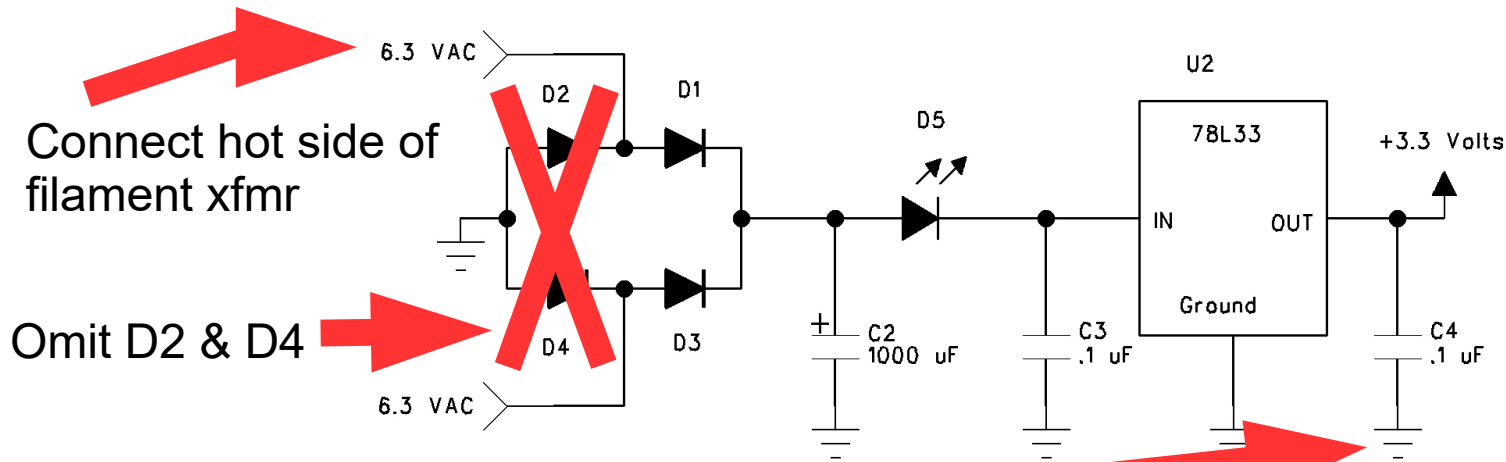 6.3 VAC
Connect hot side of
filament xfmr
D2
D1
D5
U2
78L33
+3.3 Volts
IN
OUT
Ground
Omit D2 & D4
D4
D3
+
C2
1000 uF
C3
.1 uF
C4
.1 uF
6.3 VAC